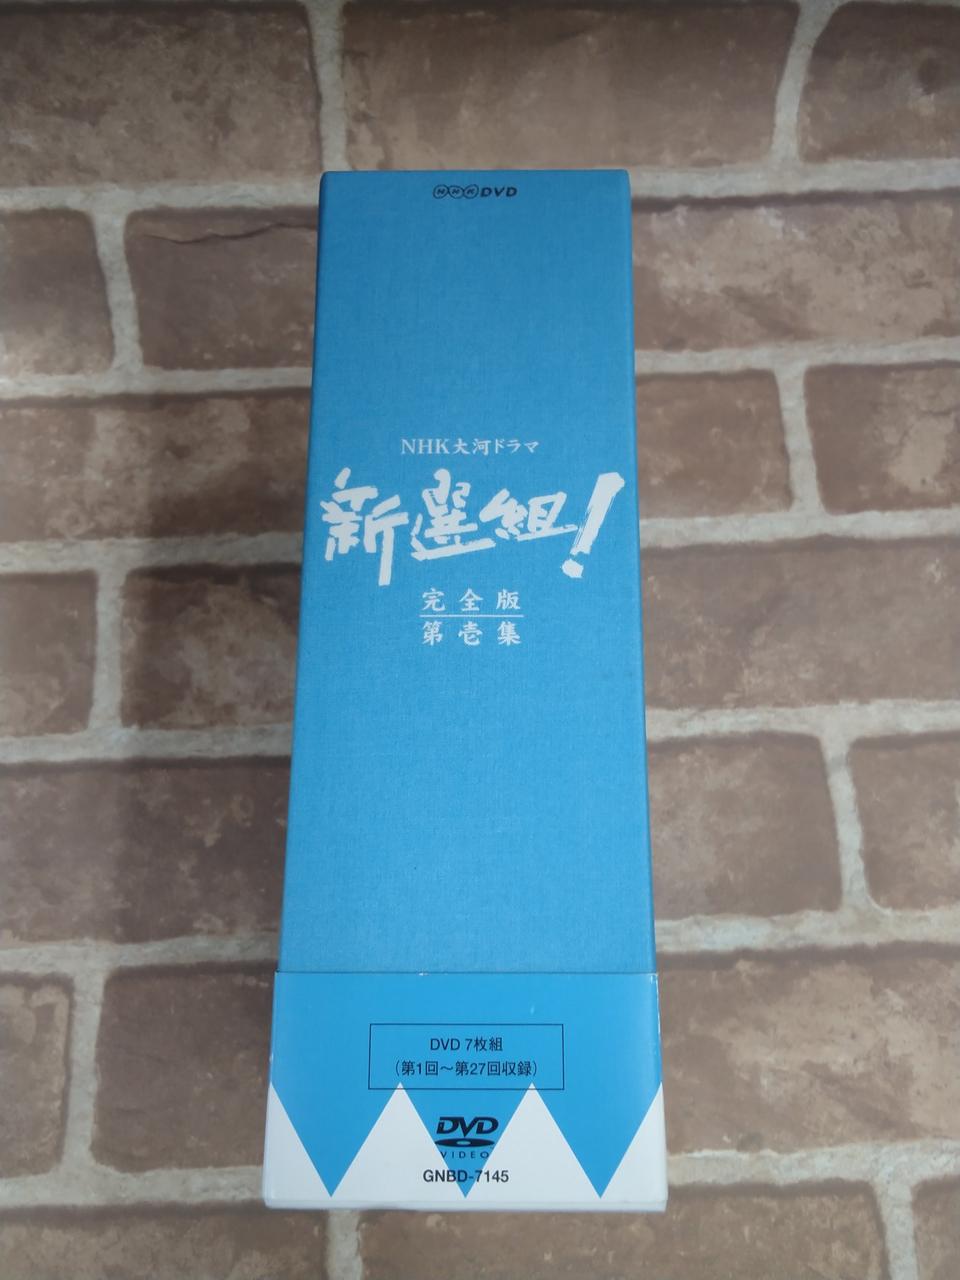 NHK DVD
NHK大河ドラマ
新選組!
完全版
第壱集
DVD 7枚組
(第1回～第27回収録)
DVD
VIDEO
GNBD-7145